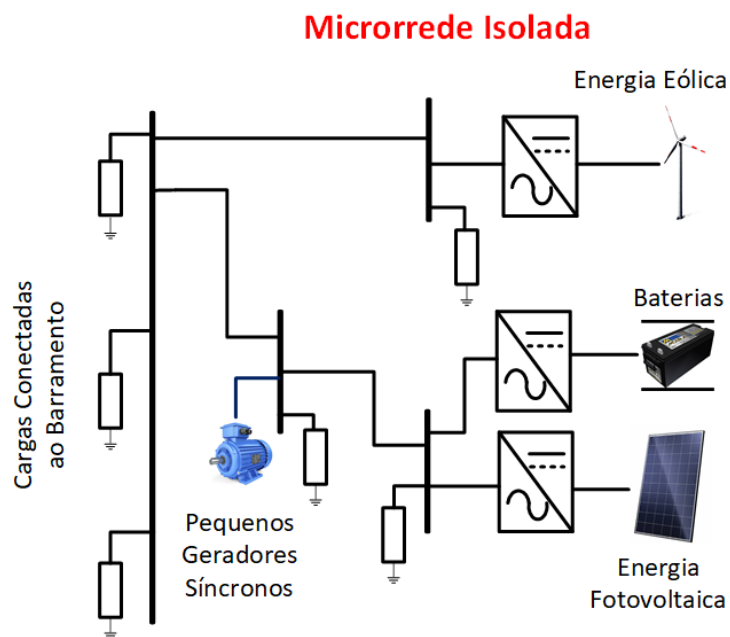 Microrrede Isolada
Energia Eólica
Baterias
Cargas Conectadas
ao Barramento
Pequenos
Geradores
Síncronos
Energia
Fotovoltaica